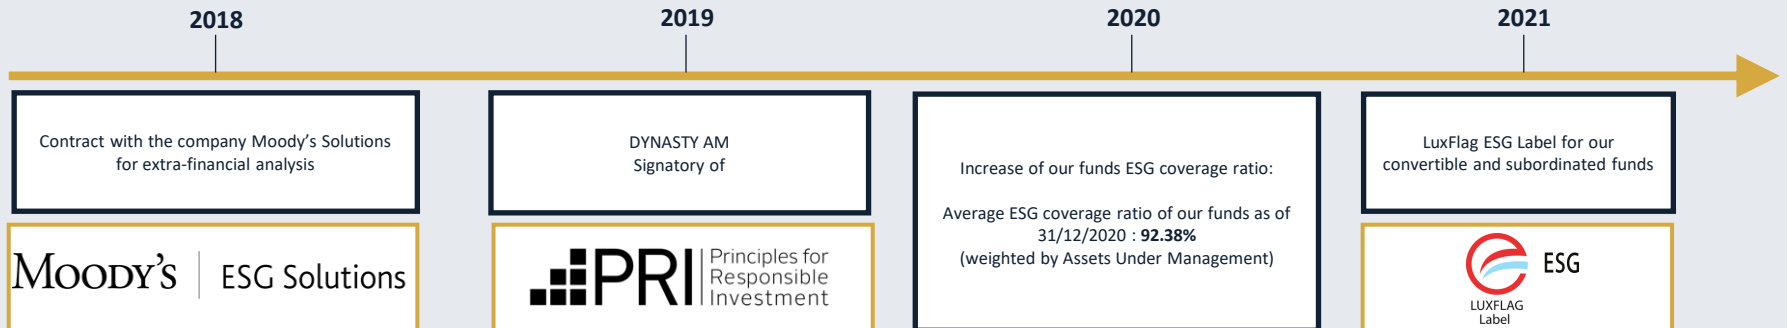 2018
2019
2020
2021
Contract with the company Moody's Solutions
for extra-financial analysis
MOODY'S | ESG Solutions
DYNASTY AM
Signatory of
PRI
Principles for
Responsible
Investment
Increase of our funds ESG coverage ratio:
Average ESG coverage ratio of our funds as of
31/12/2020 : 92.38%
(weighted by Assets Under Management)
LuxFlag ESG Label for our
convertible and subordinated funds
ESG
LUXFLAG
Label